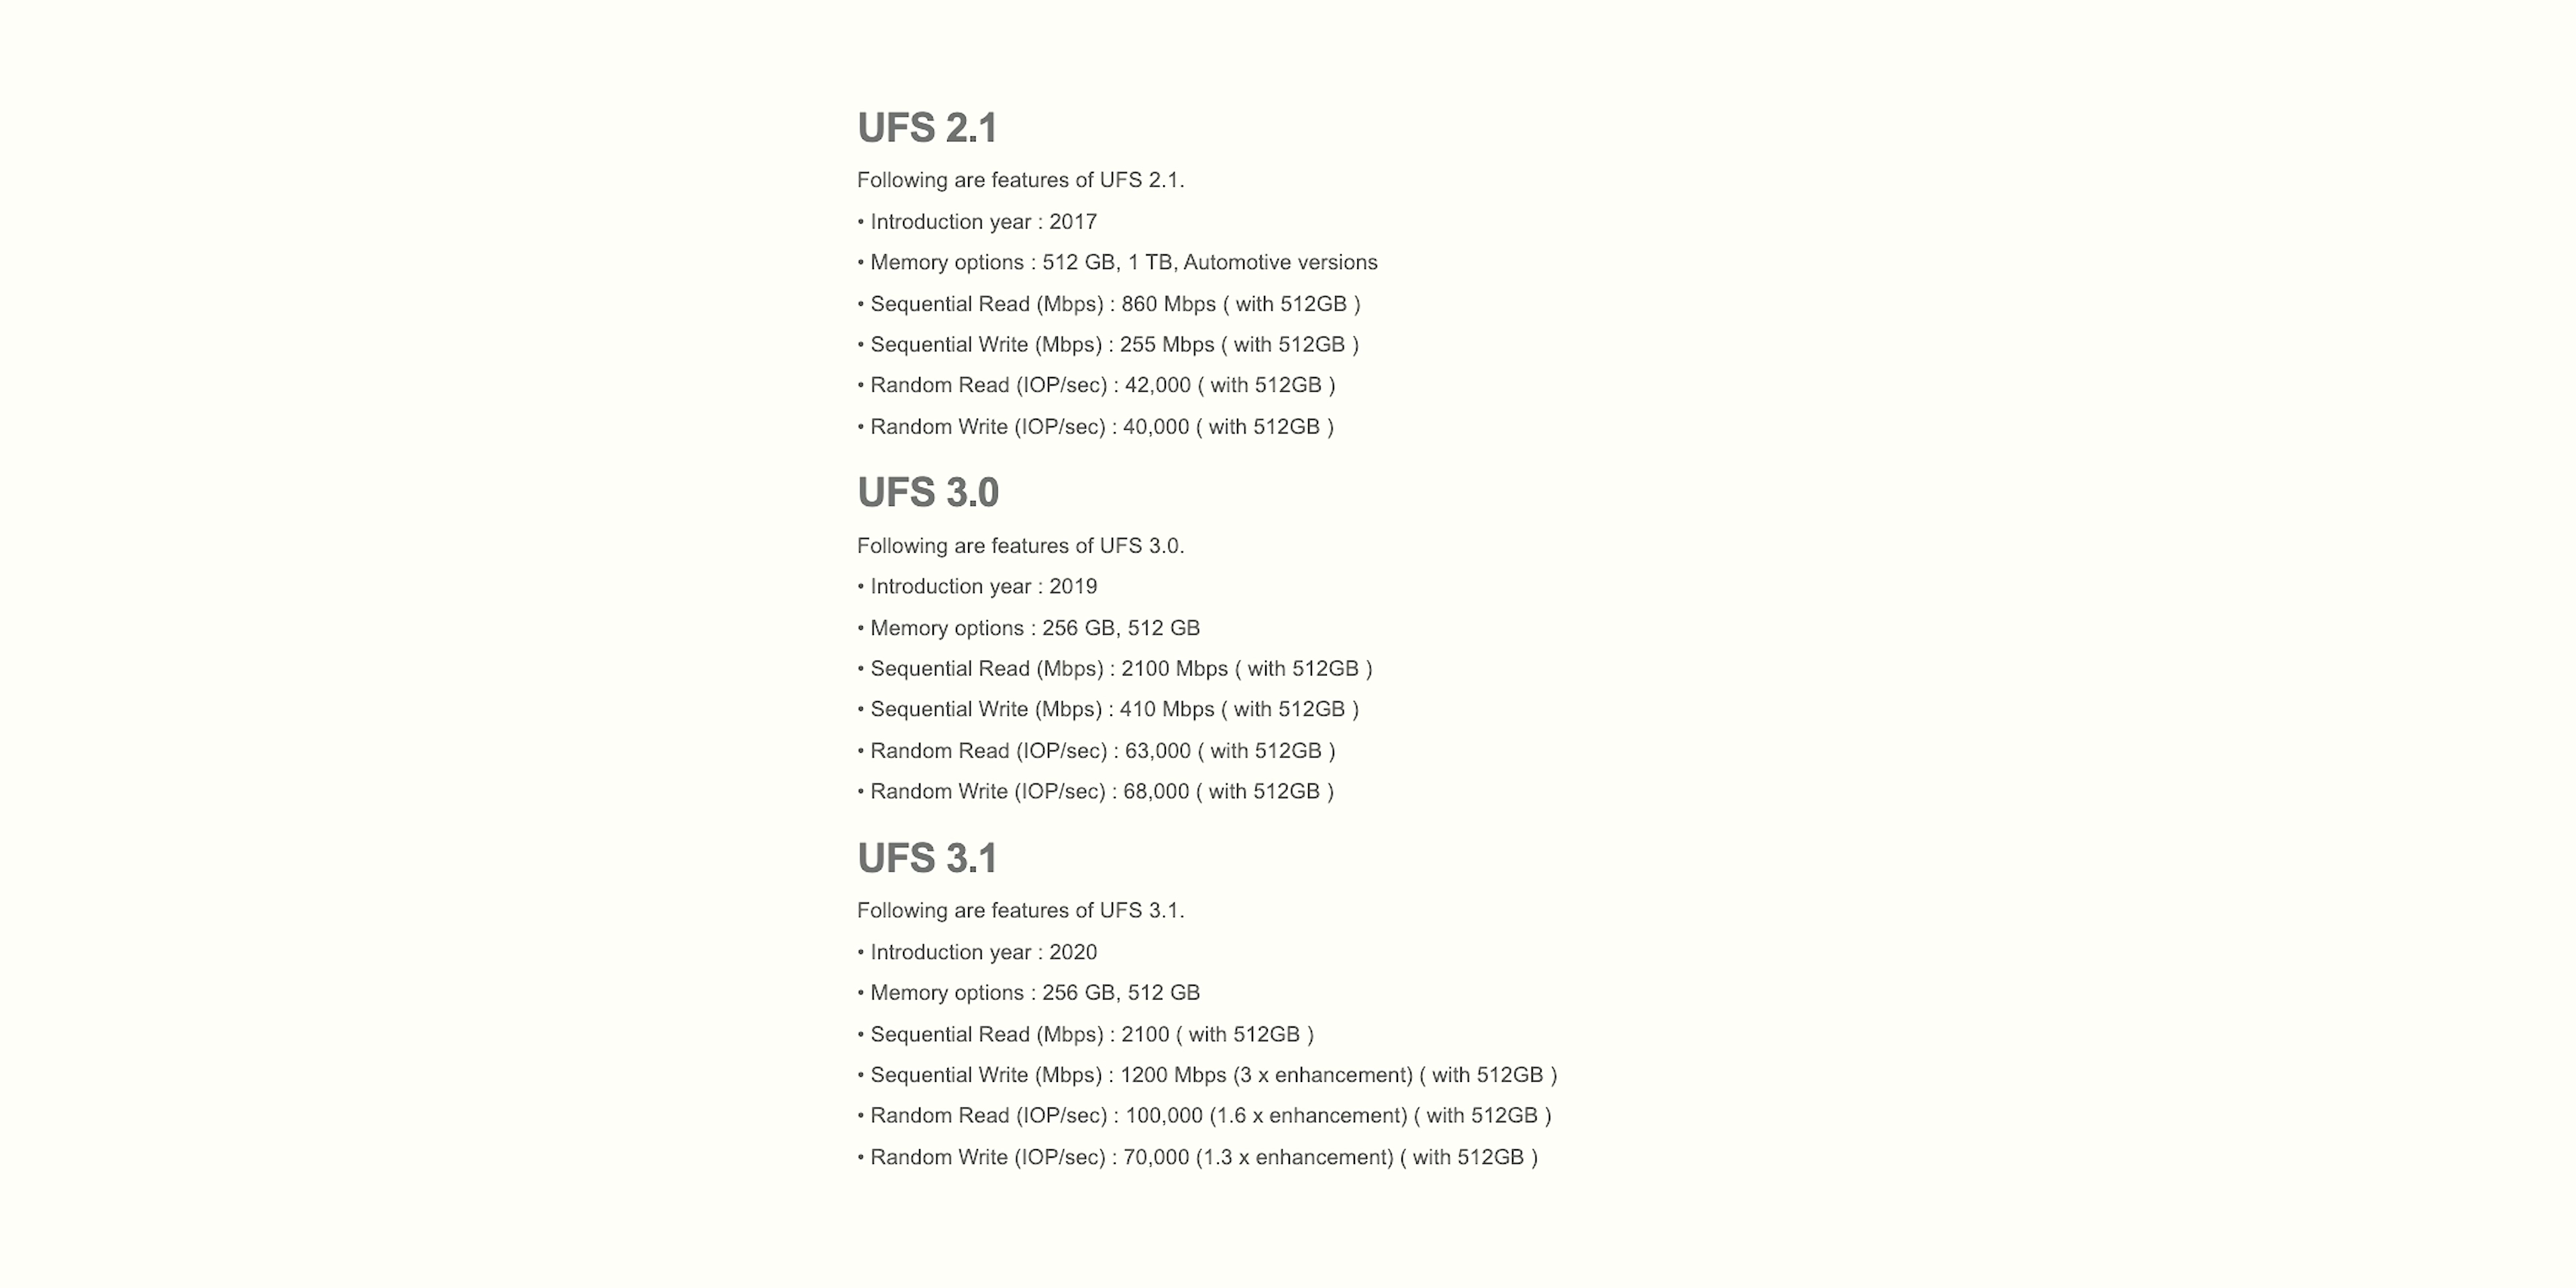 UFS 2.1
Following are features of UFS 2.1.
• Introduction year : 2017
• Memory options : 512 GB, 1 TB, Automotive versions
• Sequential Read (Mbps) : 860 Mbps ( with 512GB )
• Sequential Write (Mbps) : 255 Mbps ( with 512GB )
• Random Read (IOP/sec) : 42,000 ( with 512GB )
• Random Write (IOP/sec) : 40,000 ( with 512GB )
UFS 3.0
Following are features of UFS 3.0.
• Introduction year : 2019
• Memory options : 256 GB, 512 GB
• Sequential Read (Mbps) : 2100 Mbps ( with 512GB )
• Sequential Write (Mbps) : 410 Mbps ( with 512GB )
• Random Read (IOP/sec) : 63,000 ( with 512GB )
• Random Write (IOP/sec) : 68,000 ( with 512GB )
UFS 3.1
Following are features of UFS 3.1.
• Introduction year : 2020
• Memory options : 256 GB, 512 GB
• Sequential Read (Mbps) : 2100 ( with 512GB )
• Sequential Write (Mbps) : 1200 Mbps (3 x enhancement) ( with 512GB )
• Random Read (IOP/sec) : 100,000 (1.6 x enhancement) ( with 512GB )
• Random Write (IOP/sec) : 70,000 (1.3 x enhancement) ( with 512GB )